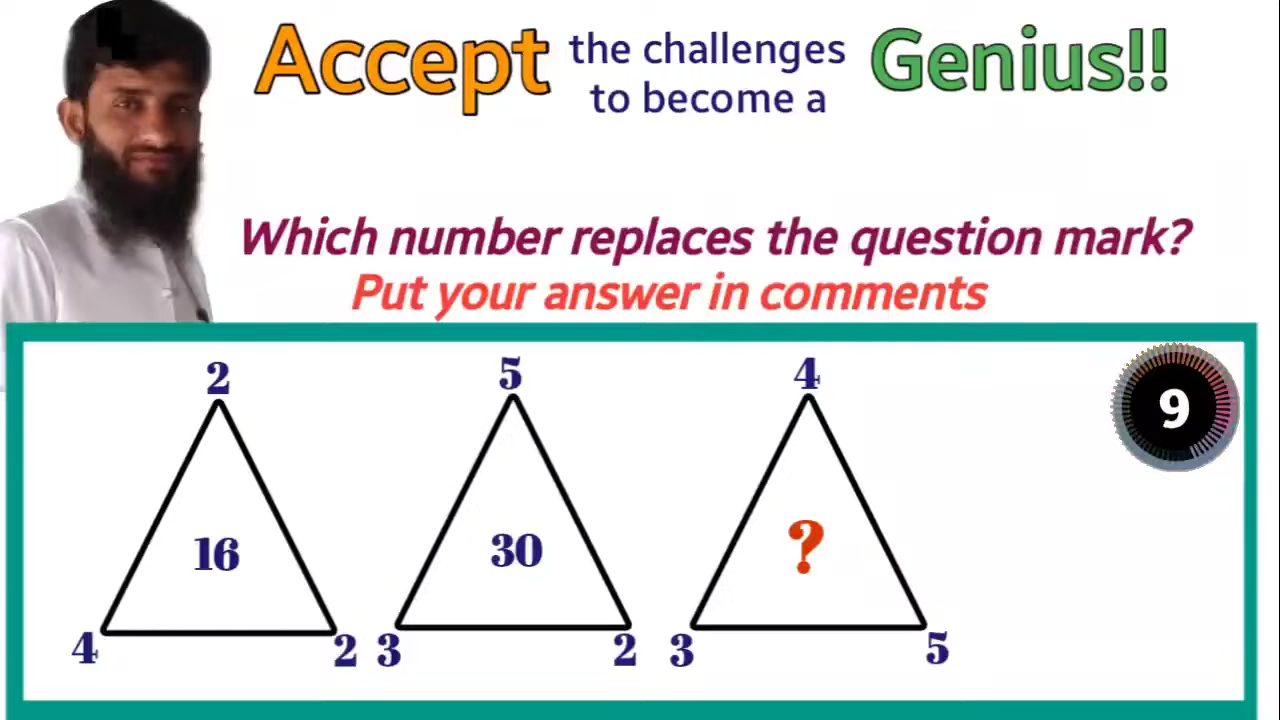 Accept the challenges Genius!!
to become a
Which number replaces the question mark?
Put your answer in comments
2 5 4
9
16 30 ?
4 2 3 2 3 5